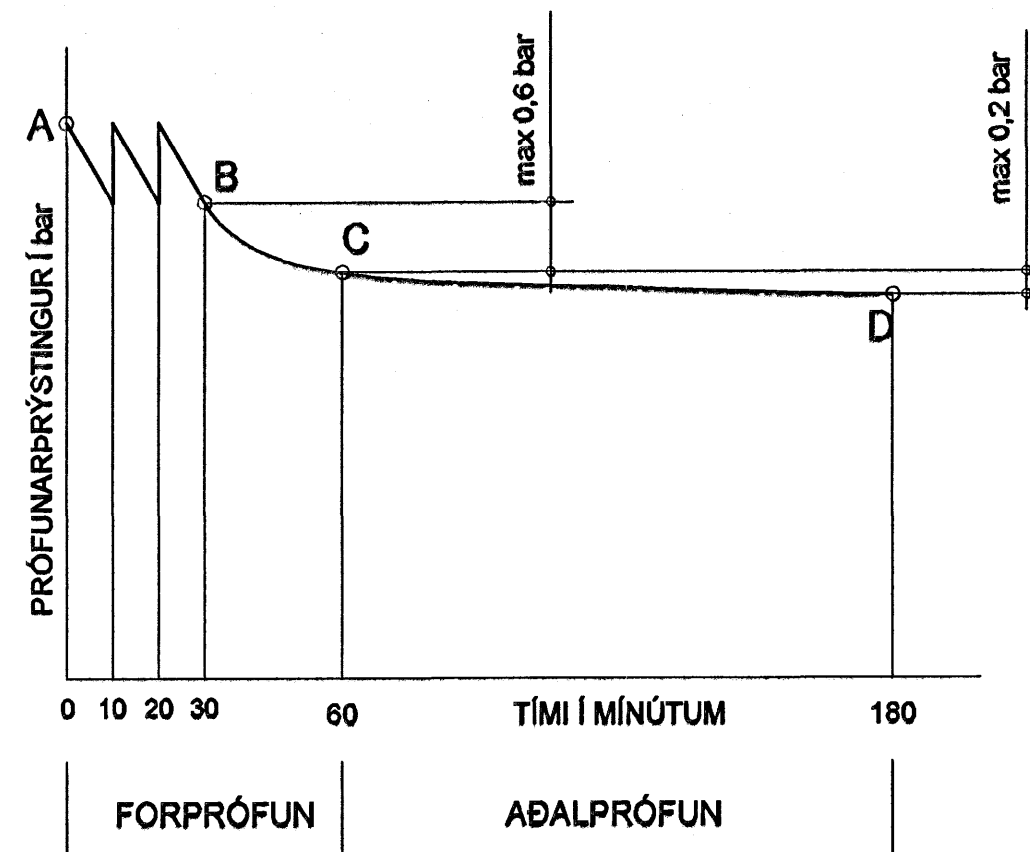 max 0,6 bar
max 0,2 bar
A
B
C
D
PRÓFUNARÞRÝSTINGUR Í bar
0 10 20 30 60 TÍMI Í MÍNÚTUM 180
FORPRÓFUN AÐALPRÓFUN